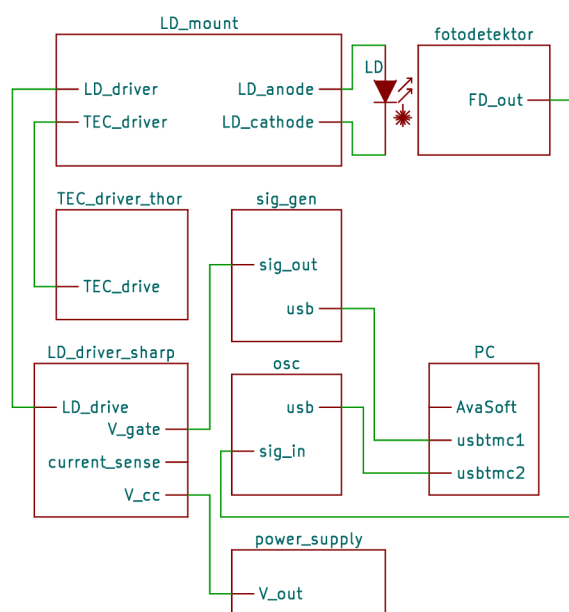 LD_mount
LD_driver
TEC_driver
LD_anode
LD_cathode
LD
fotodetektor
FD_out
TEC_driver_thor
TEC_drive
sig_gen
sig_out
usb
LD_driver_sharp
LD_drive
V_gate
current_sense
V_cc
osc
usb
sig_in
PC
AvaSoft
usbtmc1
usbtmc2
power_supply
V_out